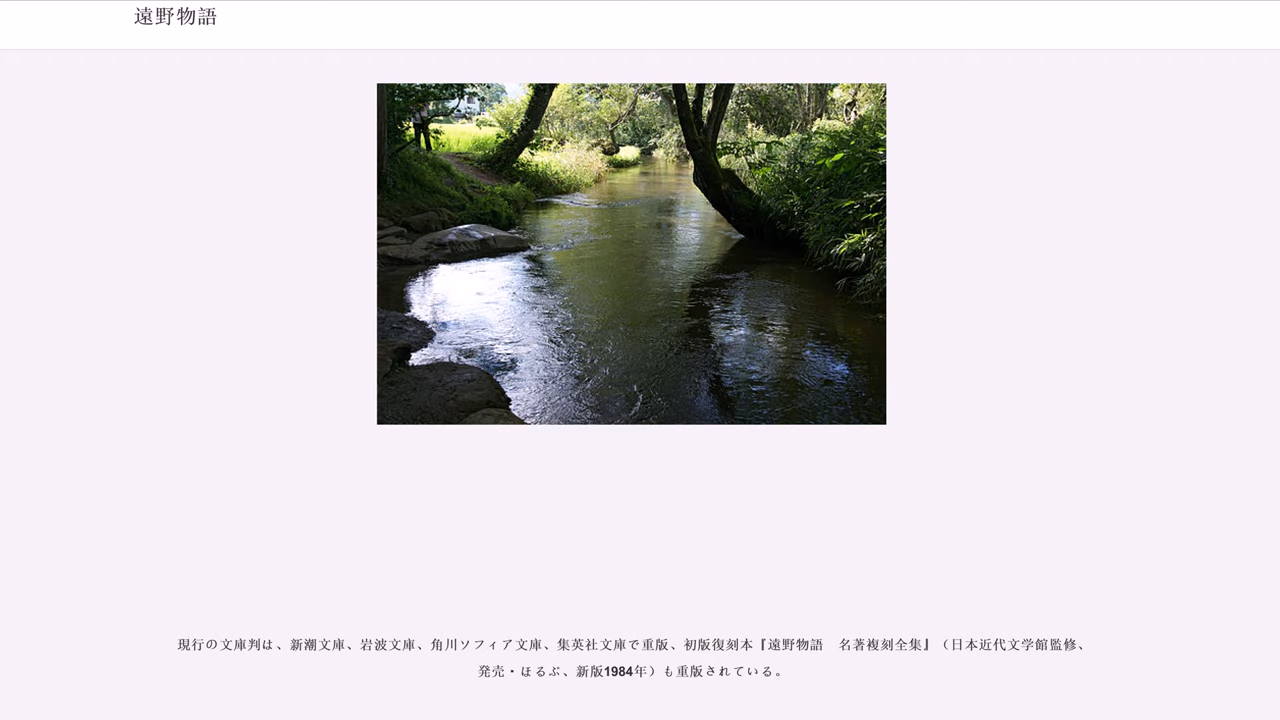 遠野物語
現行の文庫判は、新潮文庫、岩波文庫、角川ソフィア文庫、集英社文庫で重版、初版復刻本『遠野物語　名著複刻全集』（日本近代文学館監修、
発売・ほるぷ、新版1984年）も重版されている。